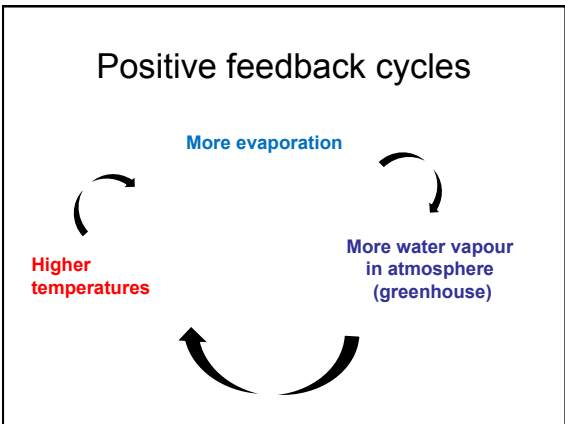 Positive feedback cycles
More evaporation
Higher
temperatures
More water vapour
in atmosphere
(greenhouse)